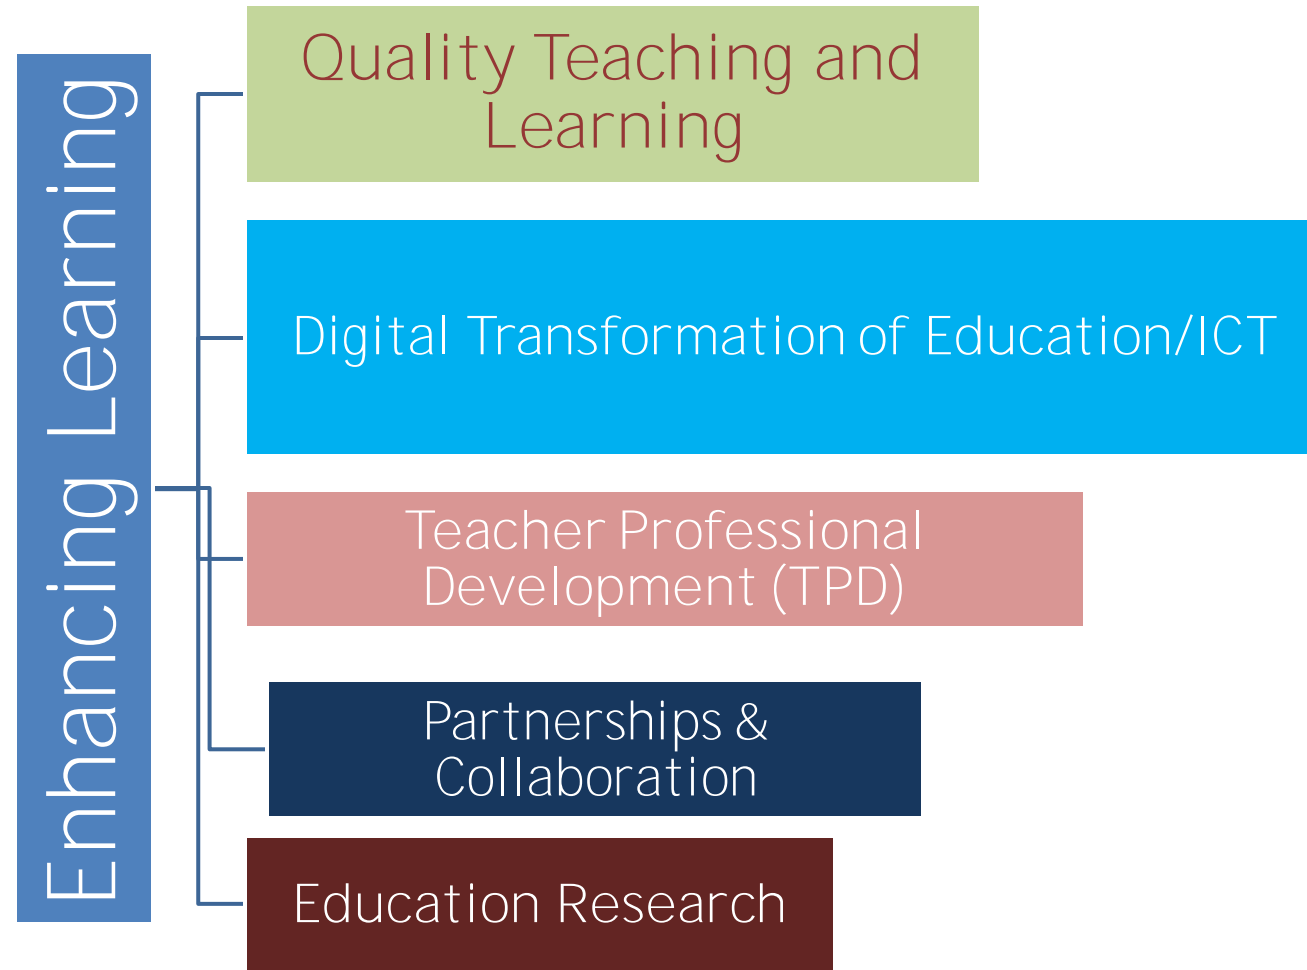 Enhancing Learning
Quality Teaching and
Learning
Digital Transformation of Education/ICT
Teacher Professional
Development (TPD)
Partnerships &
Collaboration
Education Research